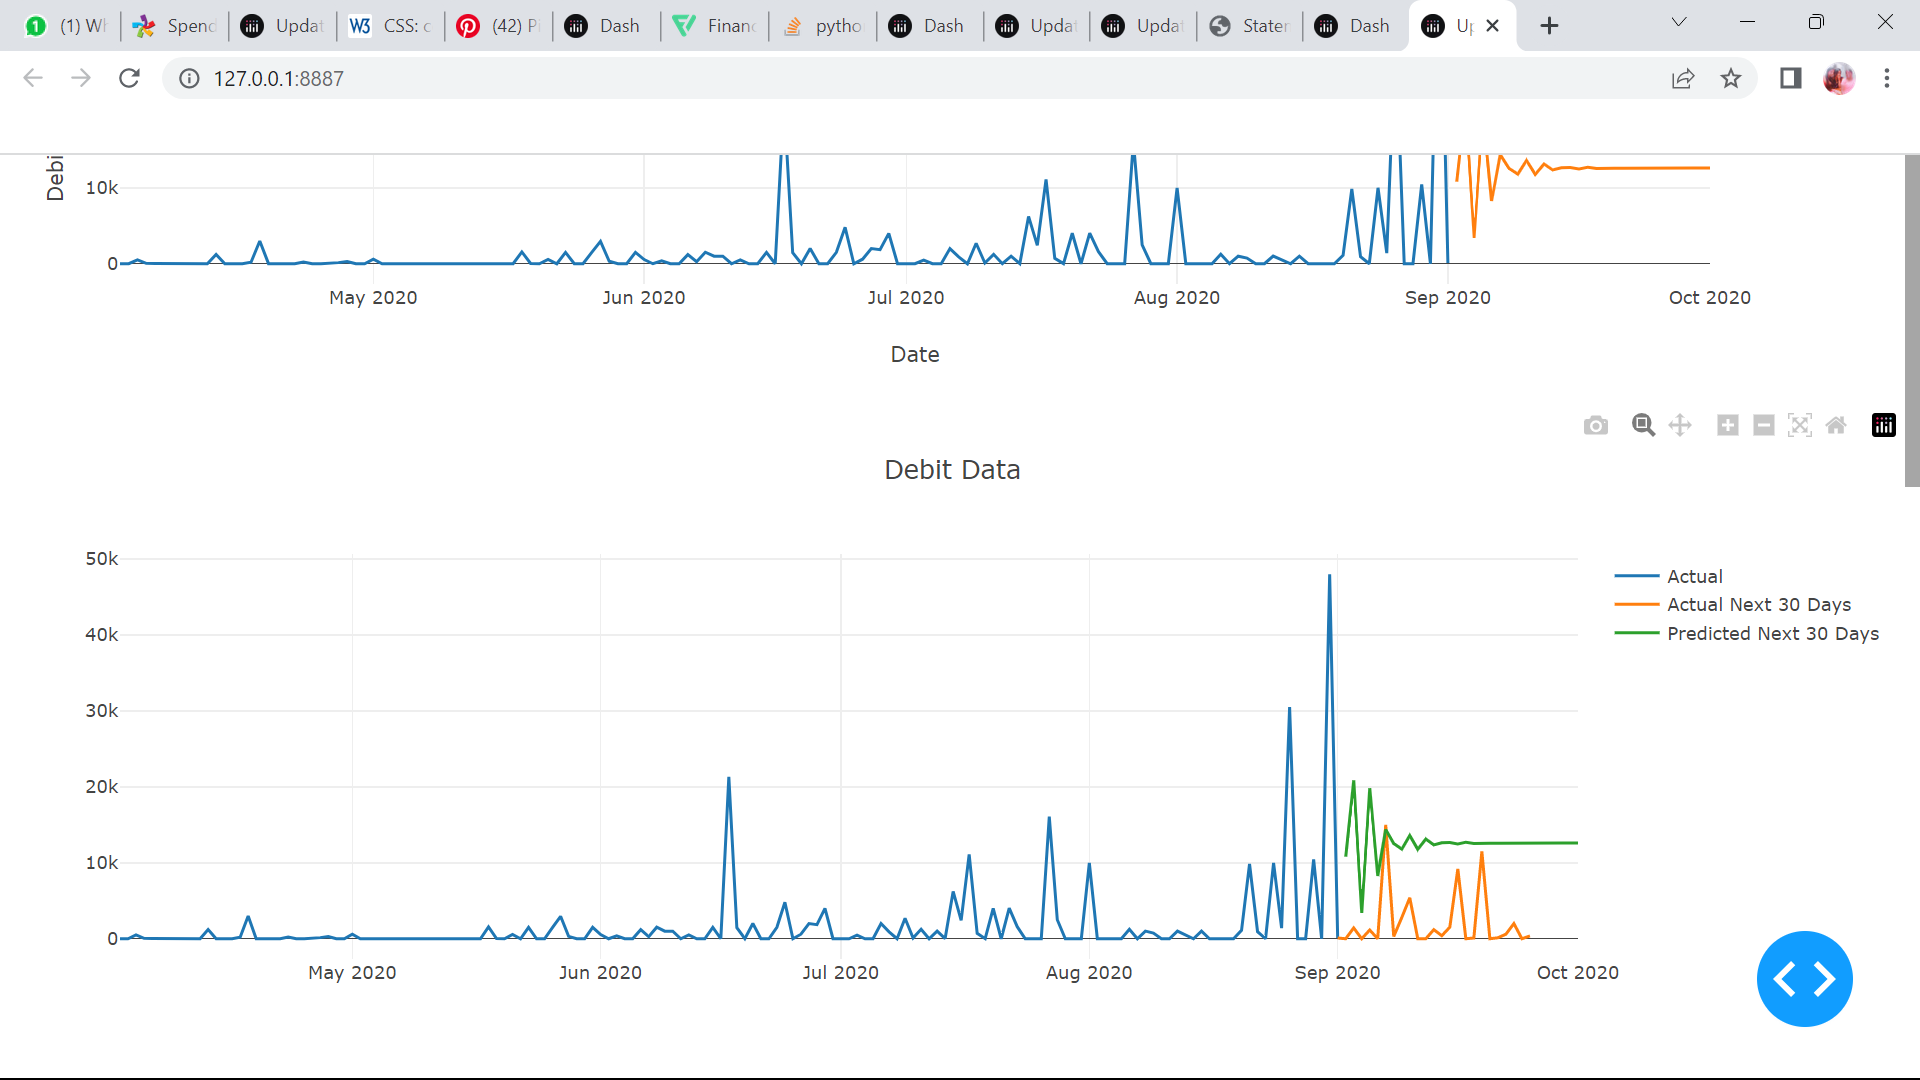 (1) Wh
Spend
Updat
CSS: c
(42) Pi
Dash
Financ
pytho
Dash
Updat
Updat
Staten
Dash
Up
127.0.0.1:8887
Debi
10k
0
May 2020 Jun 2020 Jul 2020 Aug 2020 Sep 2020 Oct 2020
Date
Debit Data
50k
40k
30k
20k
10k
0
May 2020 Jun 2020 Jul 2020 Aug 2020 Sep 2020 Oct 2020
Actual
Actual Next 30 Days
Predicted Next 30 Days